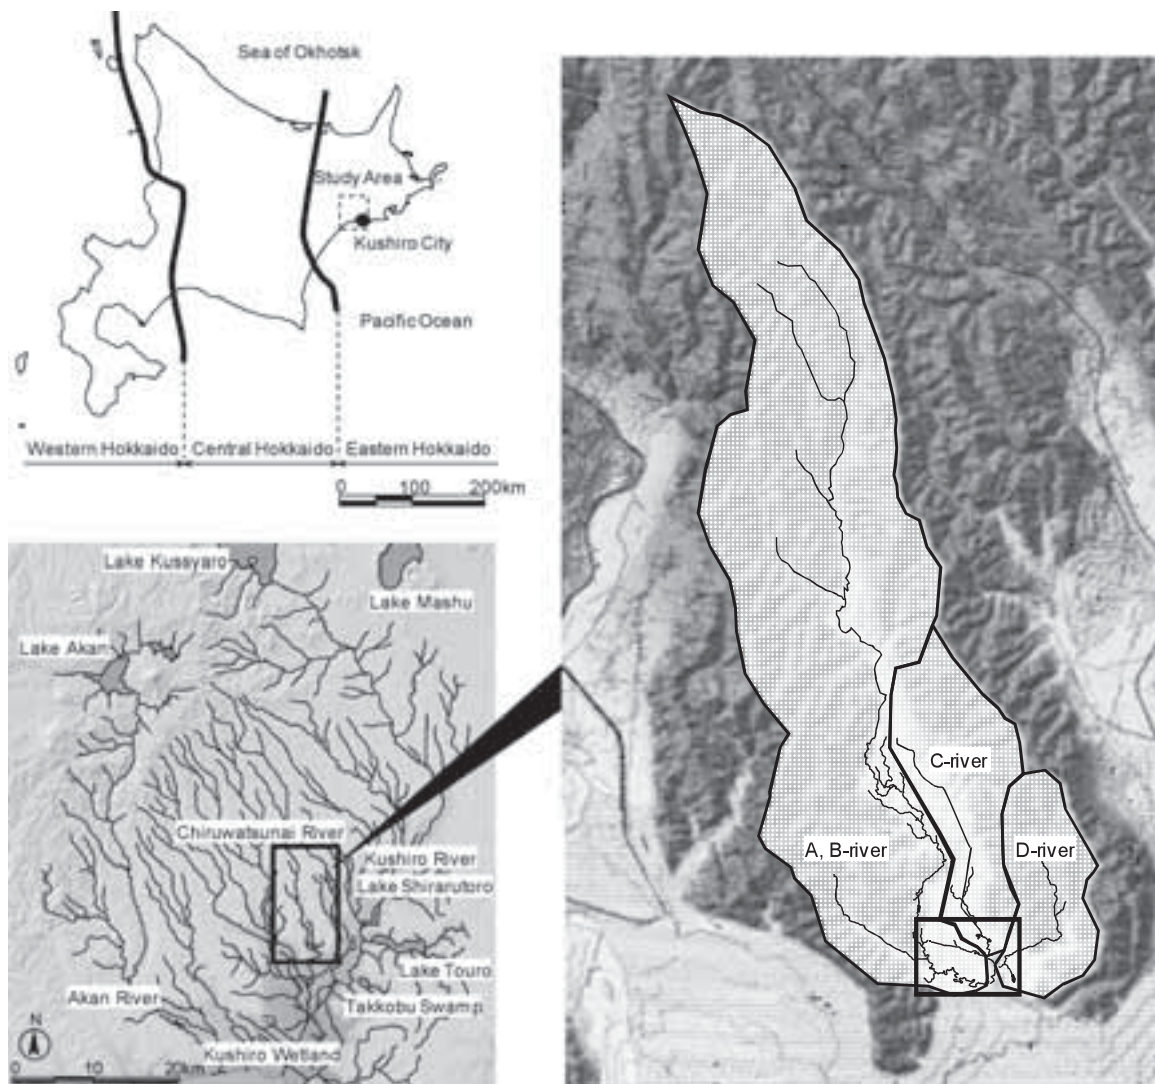 Sea of Okhotsk
Study Area
Kushiro City
Pacific Ocean
Western Hokkaido
Central Hokkaido
Eastern Hokkaido
0 100 200km
Lake Kussyaro
Lake Mashu
Lake Akan
Chiruwatsunai River
Kushiro River
Lake Shirarutoro
Lake Touro
Akan River
Takkobu Swamp
N
Kushiro Wetland
0 10 20km
C-river
A, B-river
D-river